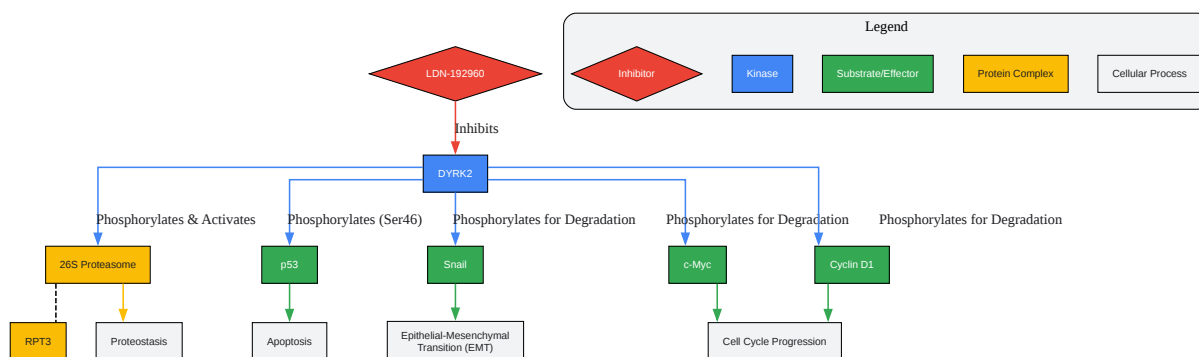 Legend
LDN-192960
Inhibitor
Kinase
Substrate/Effector
Protein Complex
Cellular Process
Inhibits
DYRK2
Phosphorylates & Activates
Phosphorylates (Ser46)
Phosphorylates for Degradation
Phosphorylates for Degradation
Phosphorylates for Degradation
26S Proteasome
p53
Snail
c-Myc
Cyclin D1
RPT3
Proteostasis
Apoptosis
Epithelial-Mesenchymal
Transition (EMT)
Cell Cycle Progression